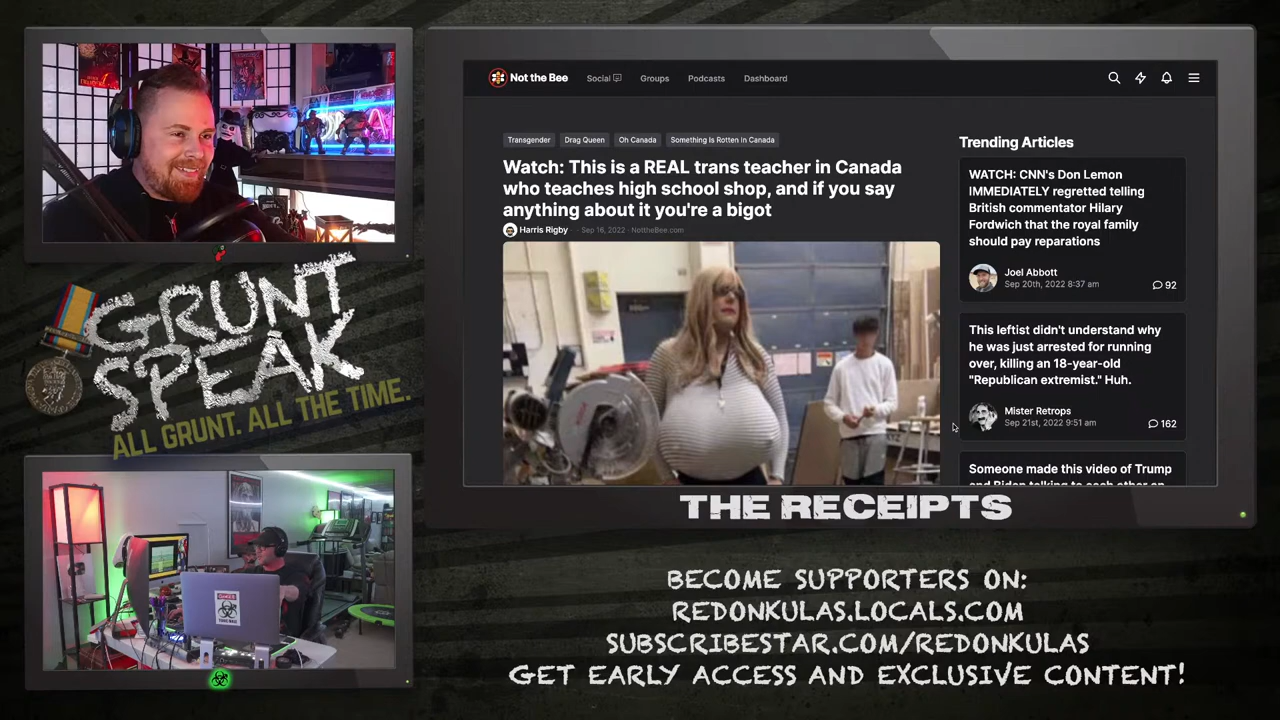 GRUNT
SPEAK
ALL GRUNT. ALL THE TIME.
Not the Bee
Social
Groups
Podcasts
Dashboard
Transgender
Drag Queen
Oh Canada
Something Is Rotten in Canada
Watch: This is a REAL trans teacher in Canada
who teaches high school shop, and if you say
anything about it you're a bigot
Harris Rigby - Sep 16, 2022 · NottheBee.com
Trending Articles
WATCH: CNN's Don Lemon
IMMEDIATELY regretted telling
British commentator Hilary
Fordwich that the royal family
should pay reparations
Joel Abbott
Sep 20th, 2022 8:37 am
92
This leftist didn't understand why
he was just arrested for running
over, killing an 18-year-old
"Republican extremist." Huh.
Mister Retrops
Sep 21st, 2022 9:51 am
162
Someone made this video of Trump
and Biden talking to each other on
THE RECEIPTS
BECOME SUPPORTERS ON:
REDONKULAS.LOCALS.COM
SUBSCRIBESTAR.COM/REDONKULAS
GET EARLY ACCESS AND EXCLUSIVE CONTENT!